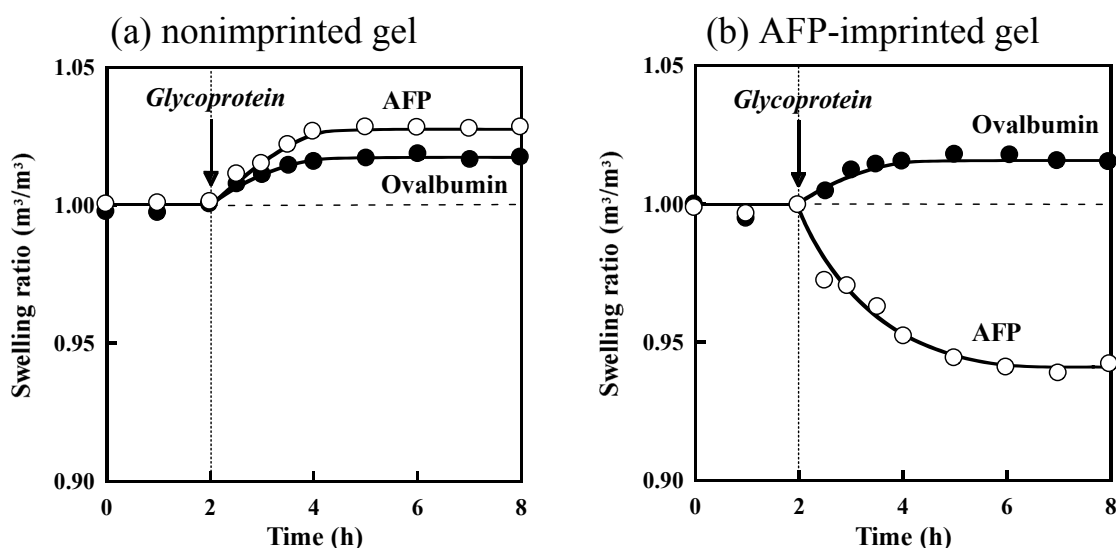 (a) nonimprinted gel
1.05
Glycoprotein
AFP
Ovalbumin
1.00
0.95
0.90
Swelling ratio (m³/m³)
0 2 4 6 8
Time (h)
(b) AFP-imprinted gel
1.05
Glycoprotein
Ovalbumin
1.00
AFP
0.95
0.90
Swelling ratio (m³/m³)
0 2 4 6 8
Time (h)